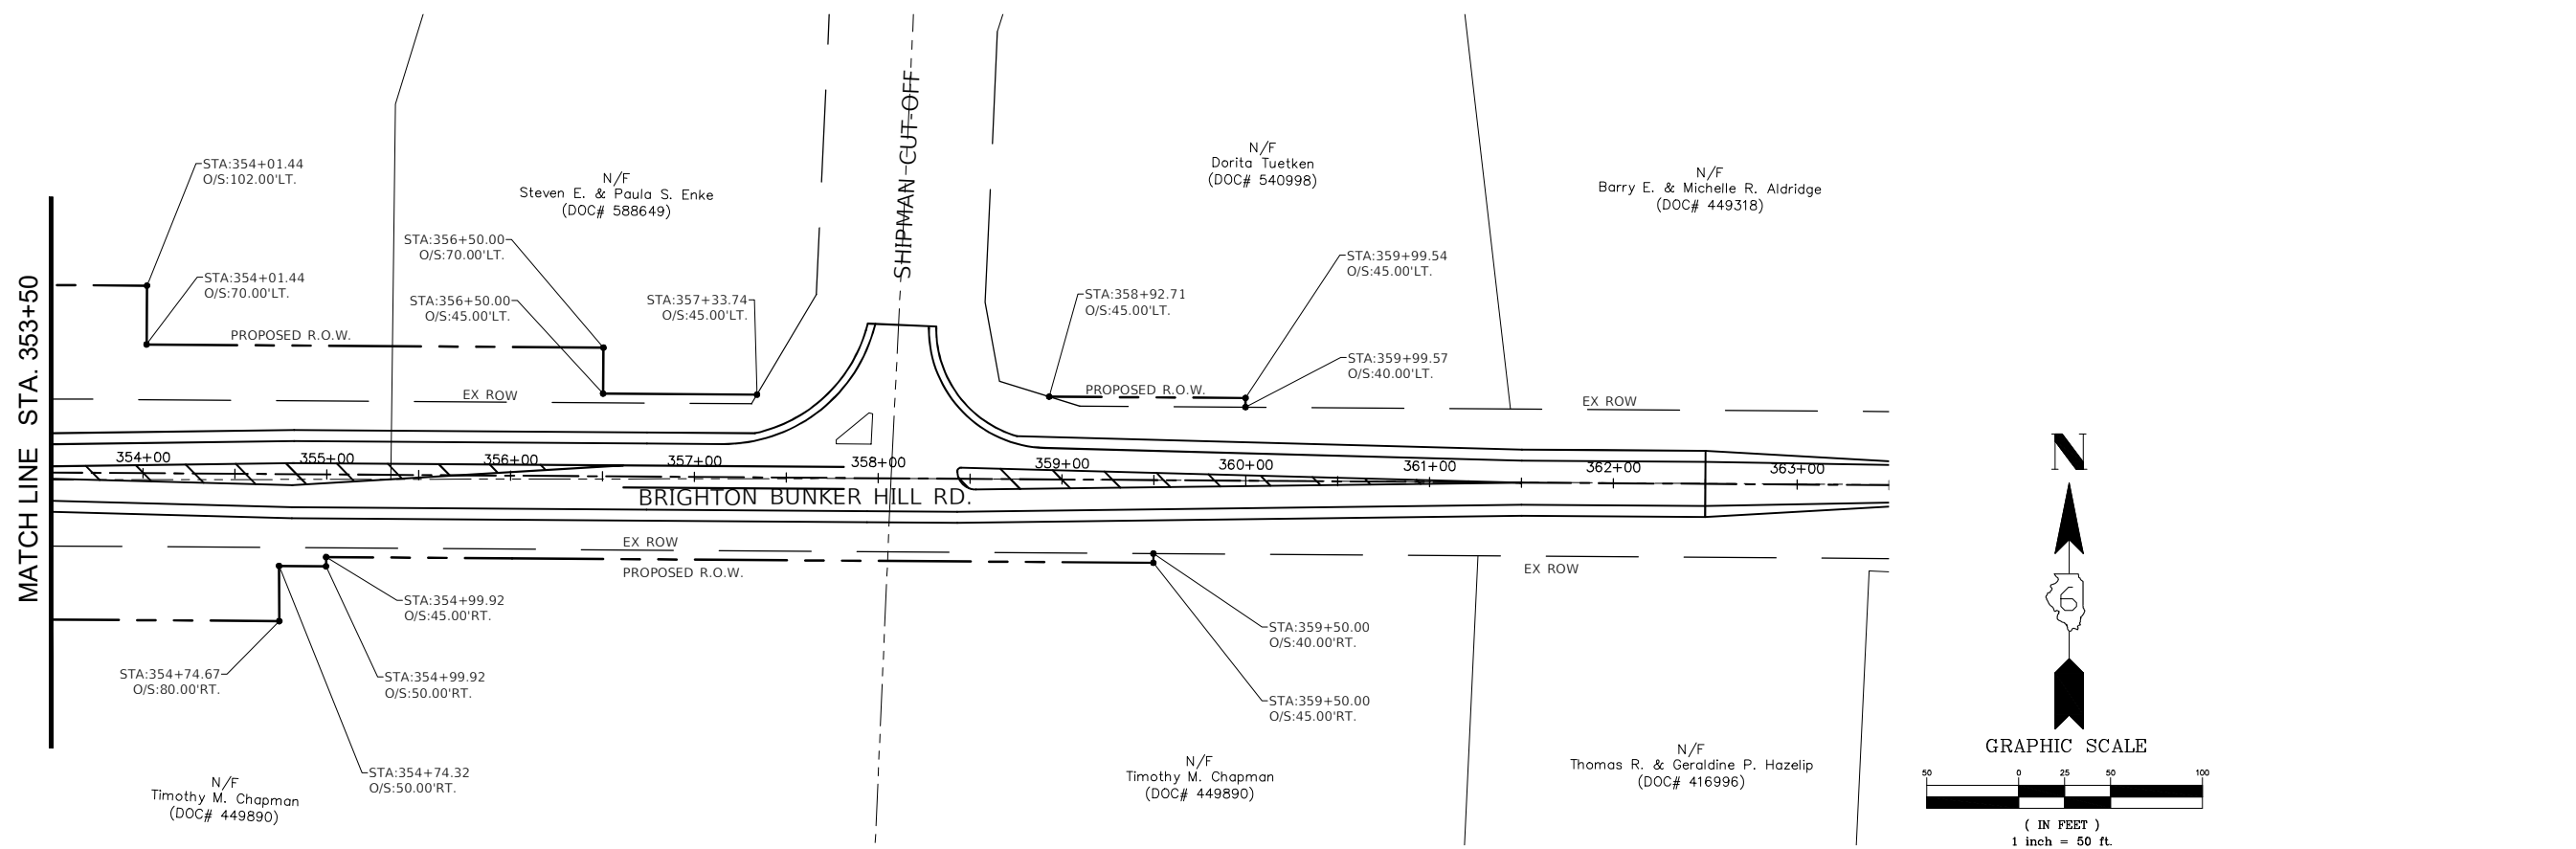 MATCH LINE STA. 353+50
STA:354+01.44
O/S:102.00'LT.
STA:354+01.44
O/S:70.00'LT.
PROPOSED R.O.W.
N/F
Steven E. & Paula S. Enke
(DOC# 588649)
STA:356+50.00
O/S:70.00'LT.
STA:356+50.00
O/S:45.00'LT.
STA:357+33.74
O/S:45.00'LT.
EX ROW
SHIPMAN CUT-OFF
N/F
Dorita Tuetken
(DOC# 540998)
N/F
Barry E. & Michelle R. Aldridge
(DOC# 449318)
STA:358+92.71
O/S:45.00'LT.
STA:359+99.54
O/S:45.00'LT.
STA:359+99.57
O/S:40.00'LT.
PROPOSED R.O.W.
EX ROW
354+00
355+00
356+00
357+00
358+00
359+00
360+00
361+00
362+00
363+00
BRIGHTON BUNKER HILL RD.
EX ROW
PROPOSED R.O.W.
EX ROW
STA:354+99.92
O/S:45.00'RT.
STA:354+74.67
O/S:80.00'RT.
STA:354+99.92
O/S:50.00'RT.
STA:354+74.32
O/S:50.00'RT.
STA:359+50.00
O/S:40.00'RT.
STA:359+50.00
O/S:45.00'RT.
N/F
Timothy M. Chapman
(DOC# 449890)
N/F
Timothy M. Chapman
(DOC# 449890)
N/F
Thomas R. & Geraldine P. Hazelip
(DOC# 416996)
N
6
GRAPHIC SCALE
50 0 25 50 100
( IN FEET )
1 inch = 50 ft.